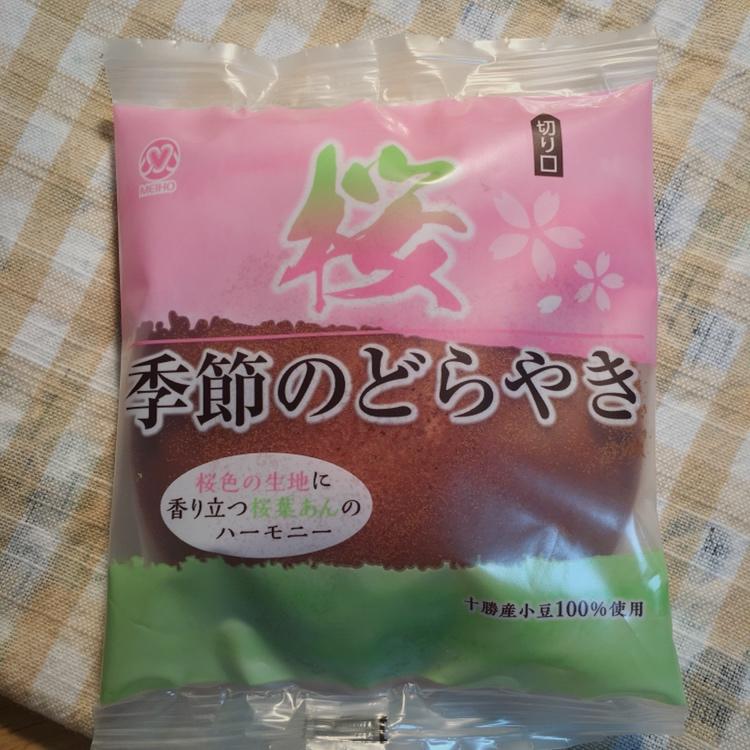 切り口
MEIHO
桜
季節のどらやき
桜色の生地に
香り立つ桜葉あんの
ハーモニー
十勝産小豆100%使用